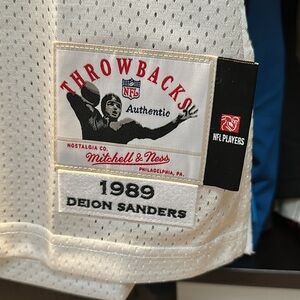 THROWBACKS
NFL
Authentic
NFL PLAYERS
NOSTALGIA CO.
Mitchell & Ness
PHILADELPHIA, PA.
1989
DEION SANDERS